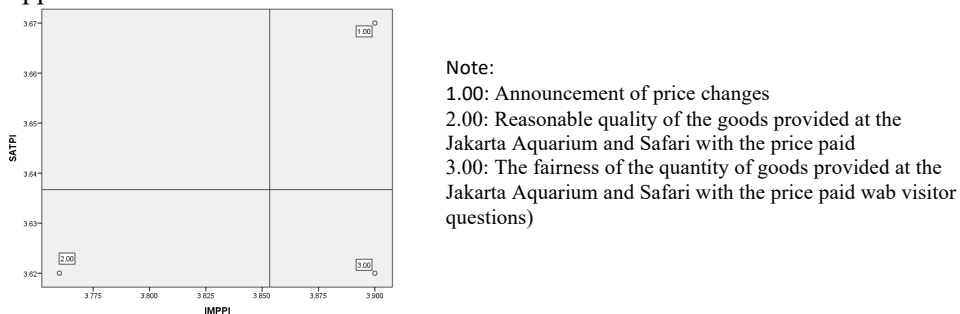 3.67
1.00
3.66
3.65
SATPI
3.64
3.63
2.00
3.00
3.62
3.775 3.800 3.825 3.850 3.875 3.900
IMPPI
Note:
1.00: Announcement of price changes
2.00: Reasonable quality of the goods provided at the
Jakarta Aquarium and Safari with the price paid
3.00: The fairness of the quantity of goods provided at the
Jakarta Aquarium and Safari with the price paid wab visitor
questions)